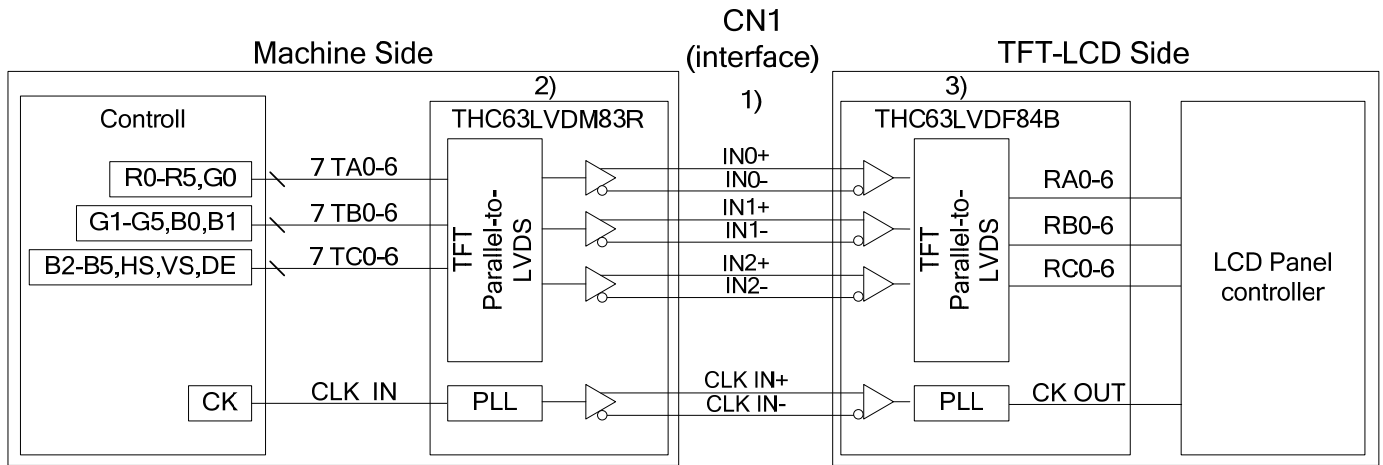 CN1
(interface)
Machine Side
TFT-LCD Side
1)
2)
THC63LVDM83R
3)
THC63LVDF84B
Controll
R0-R5,G0
7 TA0-6
G1-G5,B0,B1
7 TB0-6
B2-B5,HS,VS,DE
7 TC0-6
CK
CLK IN
TFT
Parallel-to-
LVDS
PLL
IN0+
IN0-
IN1+
IN1-
IN2+
IN2-
CLK IN+
CLK IN-
TFT
Parallel-to-
LVDS
PLL
RA0-6
RB0-6
RC0-6
CK OUT
LCD Panel
controller